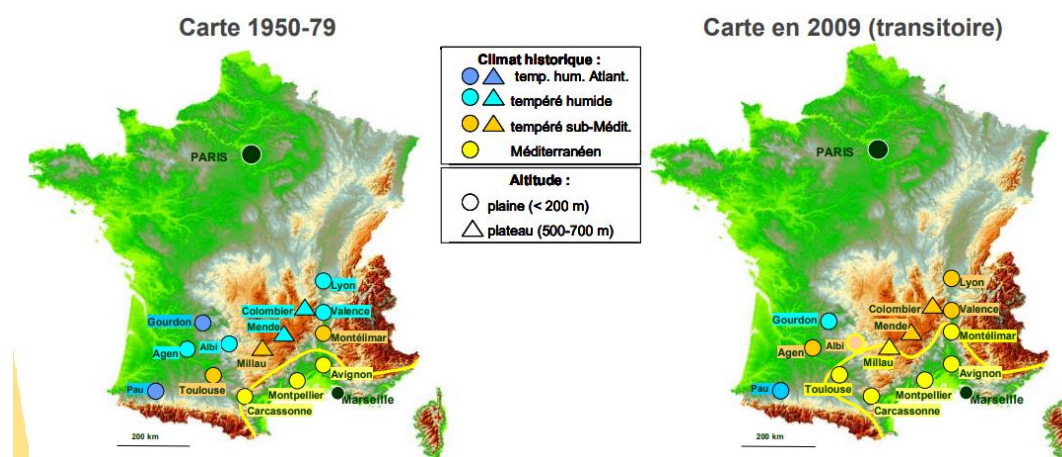 Carte 1950-79
PARIS
Lyon
Colombier
Valence
Gourdon
Mende
Albi
Montélimar
Agen
Millau
Avignon
Pau
Toulouse
Montpellier
Marseille
Carcassonne
200 km
Climat historique :
temp. hum. Atlant.
tempéré humide
tempéré sub-Médit.
Méditerranéen
Altitude :
plaine (< 200 m)
plateau (500-700 m)
Carte en 2009 (transitoire)
PARIS
Lyon
Colombier
Valence
Gourdon
Mende
Montélimar
Albi
Agen
Millau
Avignon
Toulouse
Pau
Montpellier
Marseille
Carcassonne
200 km